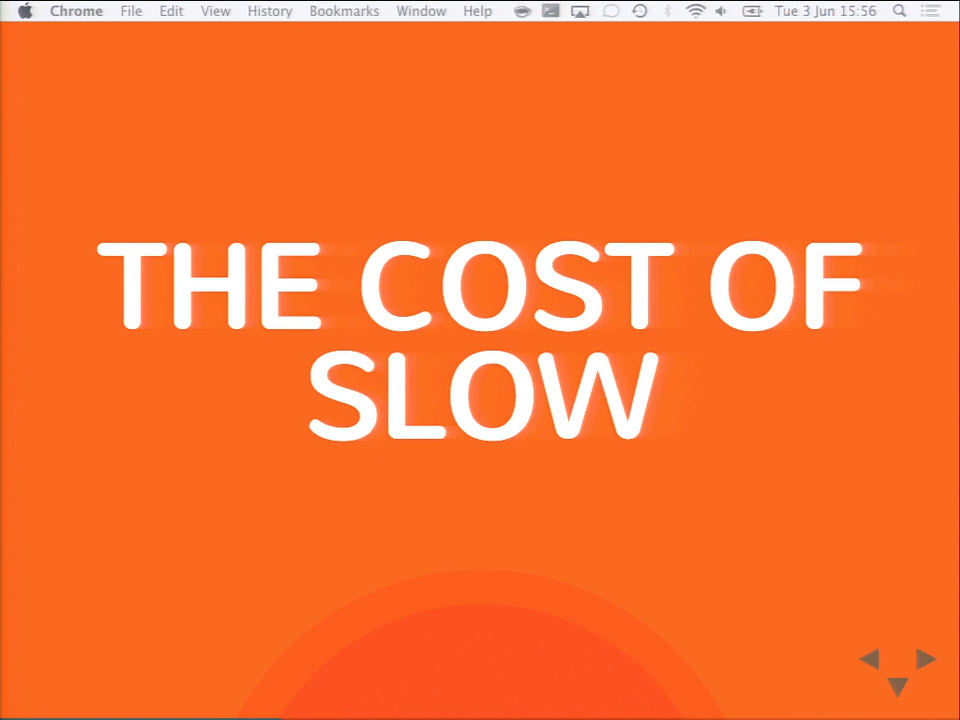 Chrome File Edit View History Bookmarks Window Help Tue 3 Jun 15:56
THE COST OF
SLOW